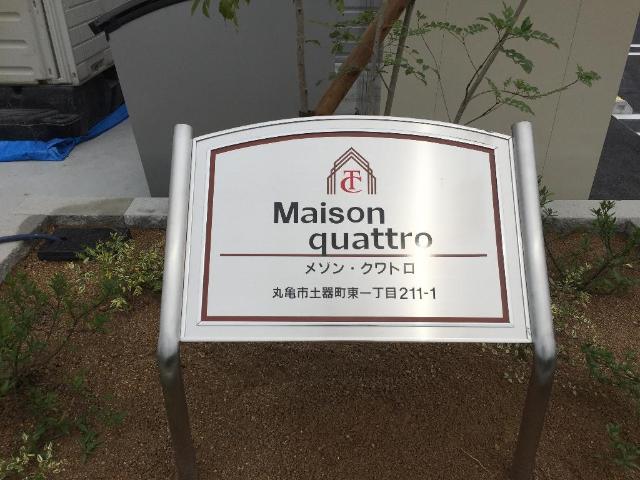 TC
Maison
quattro
メゾン・クワトロ
丸亀市土器町東一丁目211-1